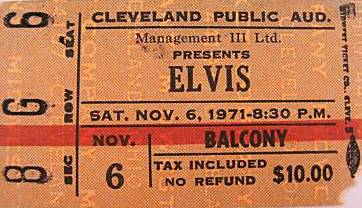 CLEVELAND PUBLIC AUD.
Management III Ltd.
PRESENTS
ELVIS
SAT. NOV. 6, 1971-8:30 P.M.
NOV. 6
BALCONY
TAX INCLUDED
NO REFUND
$10.00
SEAT 6
ROW G
SEC 8